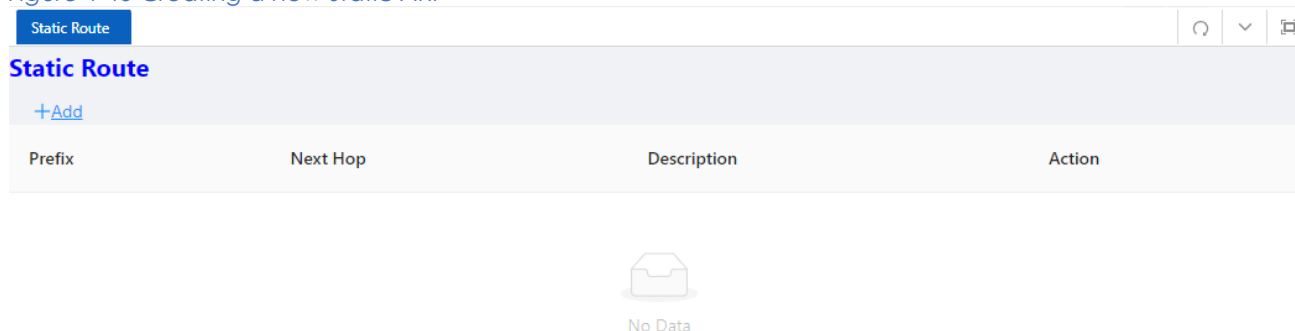 Static Route
Static Route
+Add
Prefix Next Hop Description Action
No Data